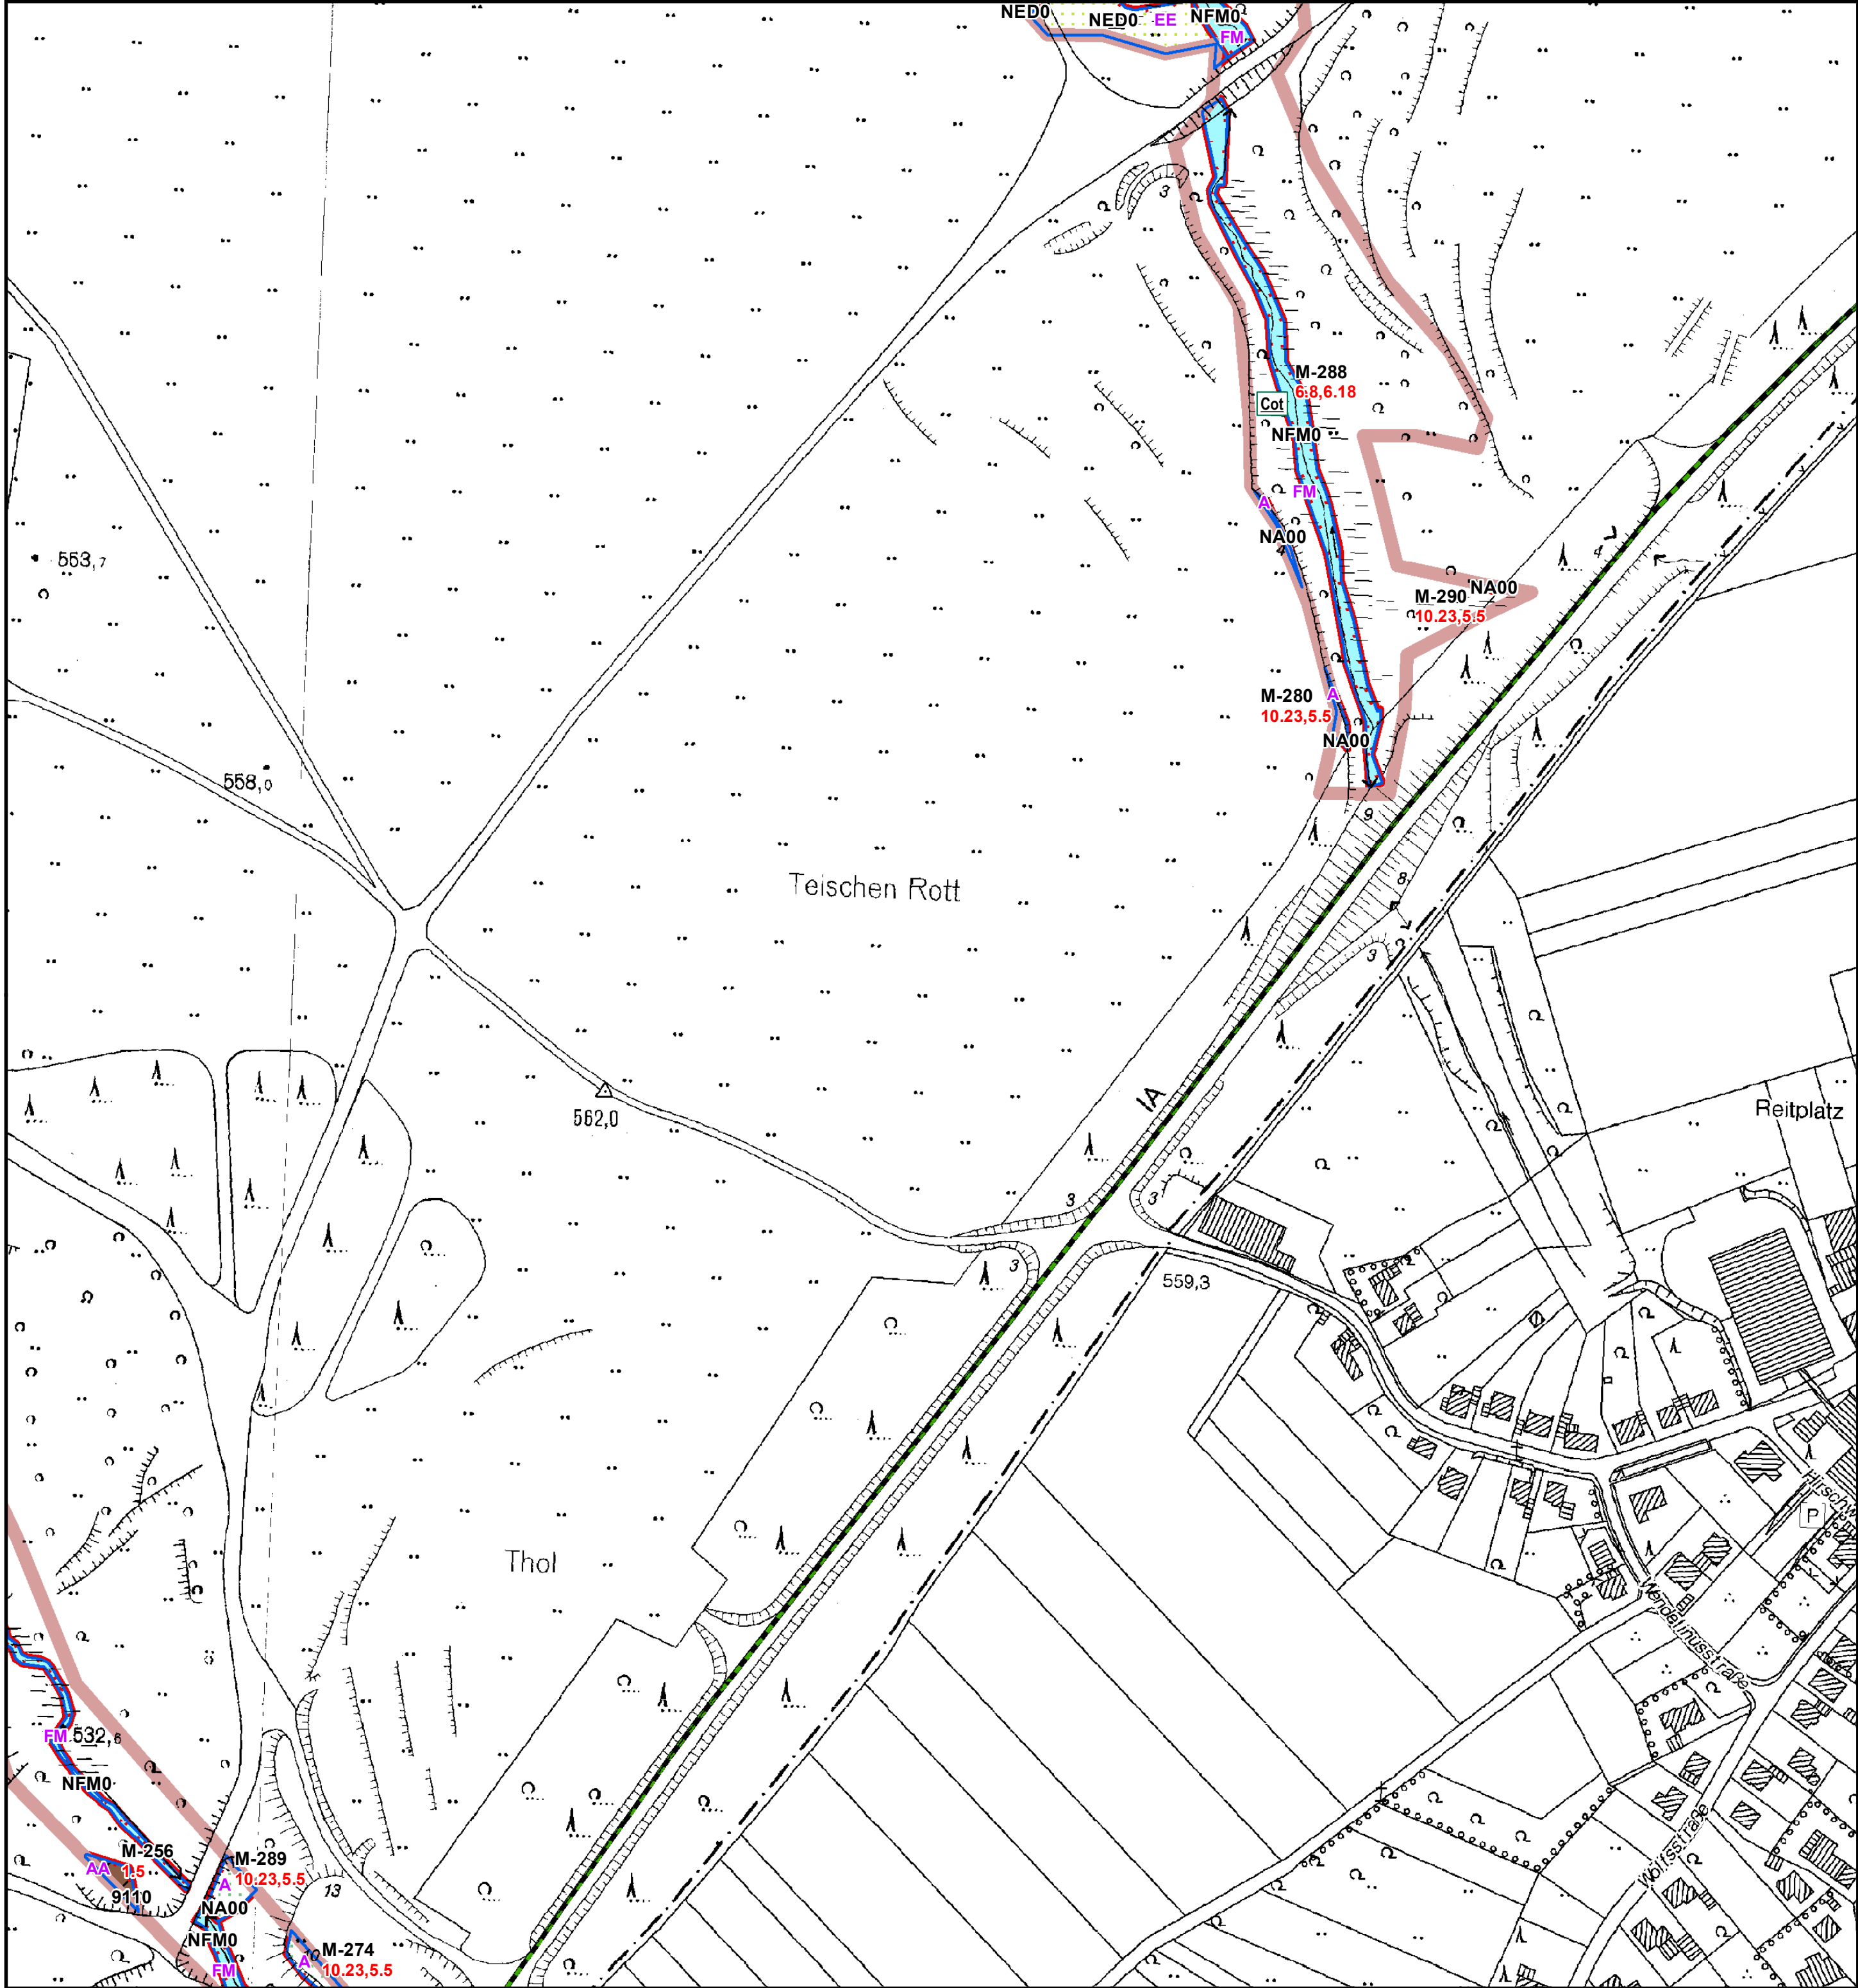 NED0
NED0
EE
NFM0
FM
3
M-288
6.8,6.18
Cot
NFM0
FM
A
NA00
4
4
NA00
M-290
10.23,5.5
553,7
M-280
A
10.23,5.5
NA00
558,0
9
8
Teischen Rott
3
IA
562,0
Reitplatz
3
3
3
559,3
Hirschw
P
Thol
Wendelinusstraße
FM
532,6
NFM0
Wolfsstraße
M-256
AA
1.5
9110
M-289
10.23,5.5
A
NA00
13
NFM0
FM
10
M-274
A
10.23,5.5